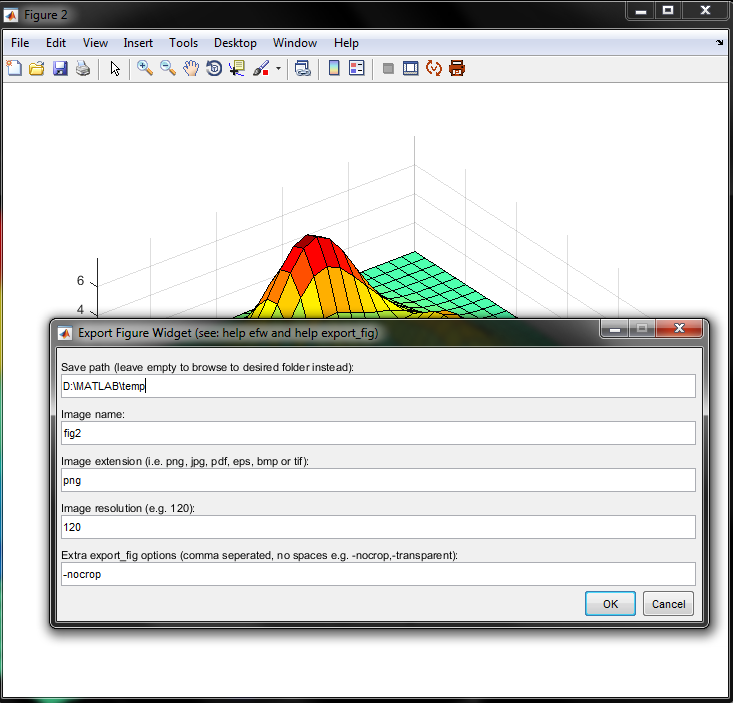 Figure 2
File Edit View Insert Tools Desktop Window Help
6
4
Export Figure Widget (see: help efw and help export_fig)
Save path (leave empty to browse to desired folder instead):
D:\MATLAB\temp
Image name:
fig2
Image extension (i.e. png, jpg, pdf, eps, bmp or tif):
png
Image resolution (e.g. 120):
120
Extra export_fig options (comma seperated, no spaces e.g. -nocrop,-transparent):
-nocrop
OK Cancel